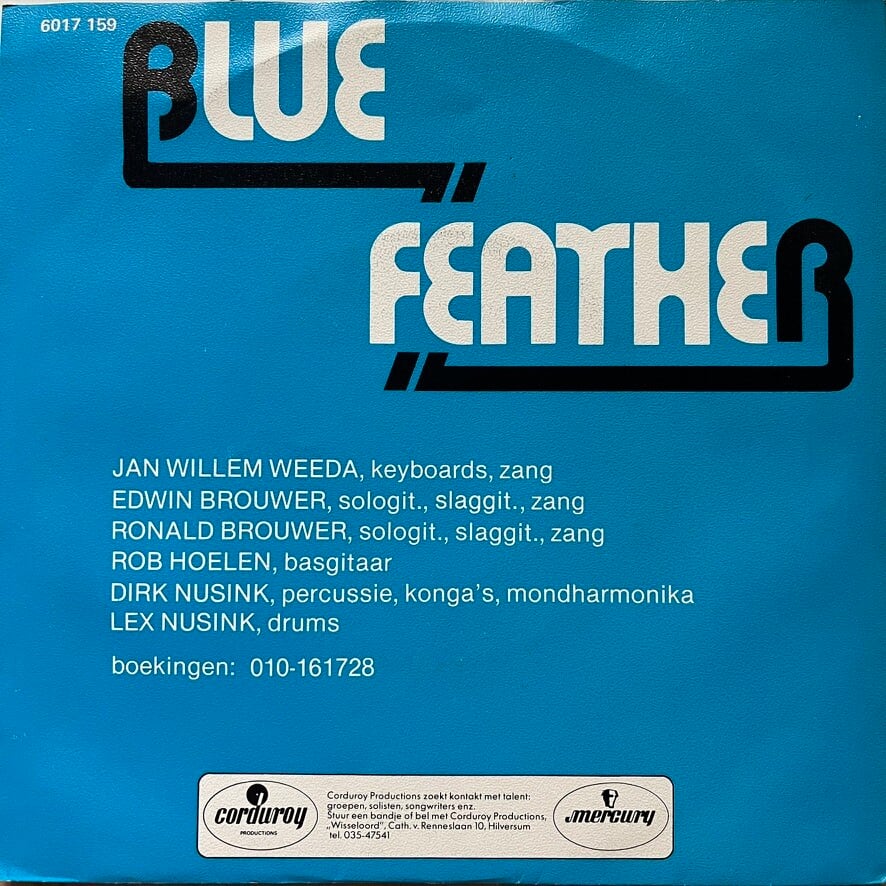 6017 159
BLUE
FEATHER
JAN WILLEM WEEDA, keyboards, zang
EDWIN BROUWER, sologit., slaggit., zang
RONALD BROUWER, sologit., slaggit., zang
ROB HOELEN, basgitaar
DIRK NUSINK, percussie, konga's, mondharmonika
LEX NUSINK, drums
boekingen: 010-161728
corduroy
PRODUCTIONS
Corduroy Productions zoekt kontakt met talent:
groepen, solisten, songwriters enz.
Stuur een bandje of bel met Corduroy Productions,
„Wisseloord”, Cath. v. Renneslaan 10, Hilversum
tel. 035-47541
mercury